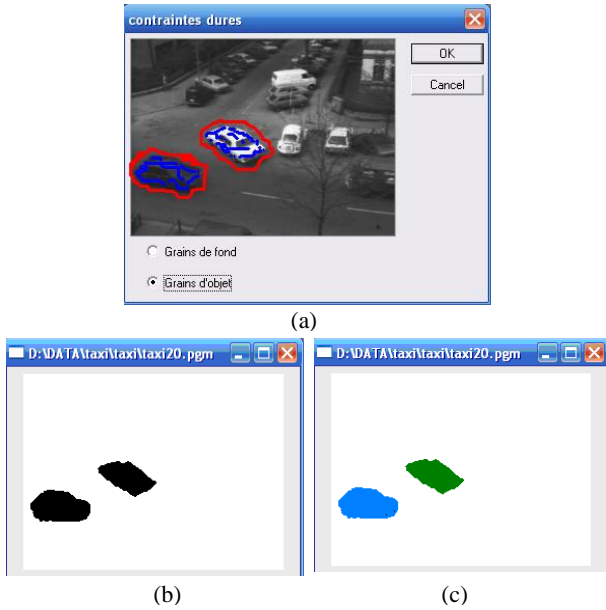 contraintes dures
OK
Cancel
Grains de fond
Grains d'objet
(a)
D:\DATA\taxi\taxi\taxi20.pgm
D:\DATA\taxi\taxi\taxi20.pgm
(b)
(c)